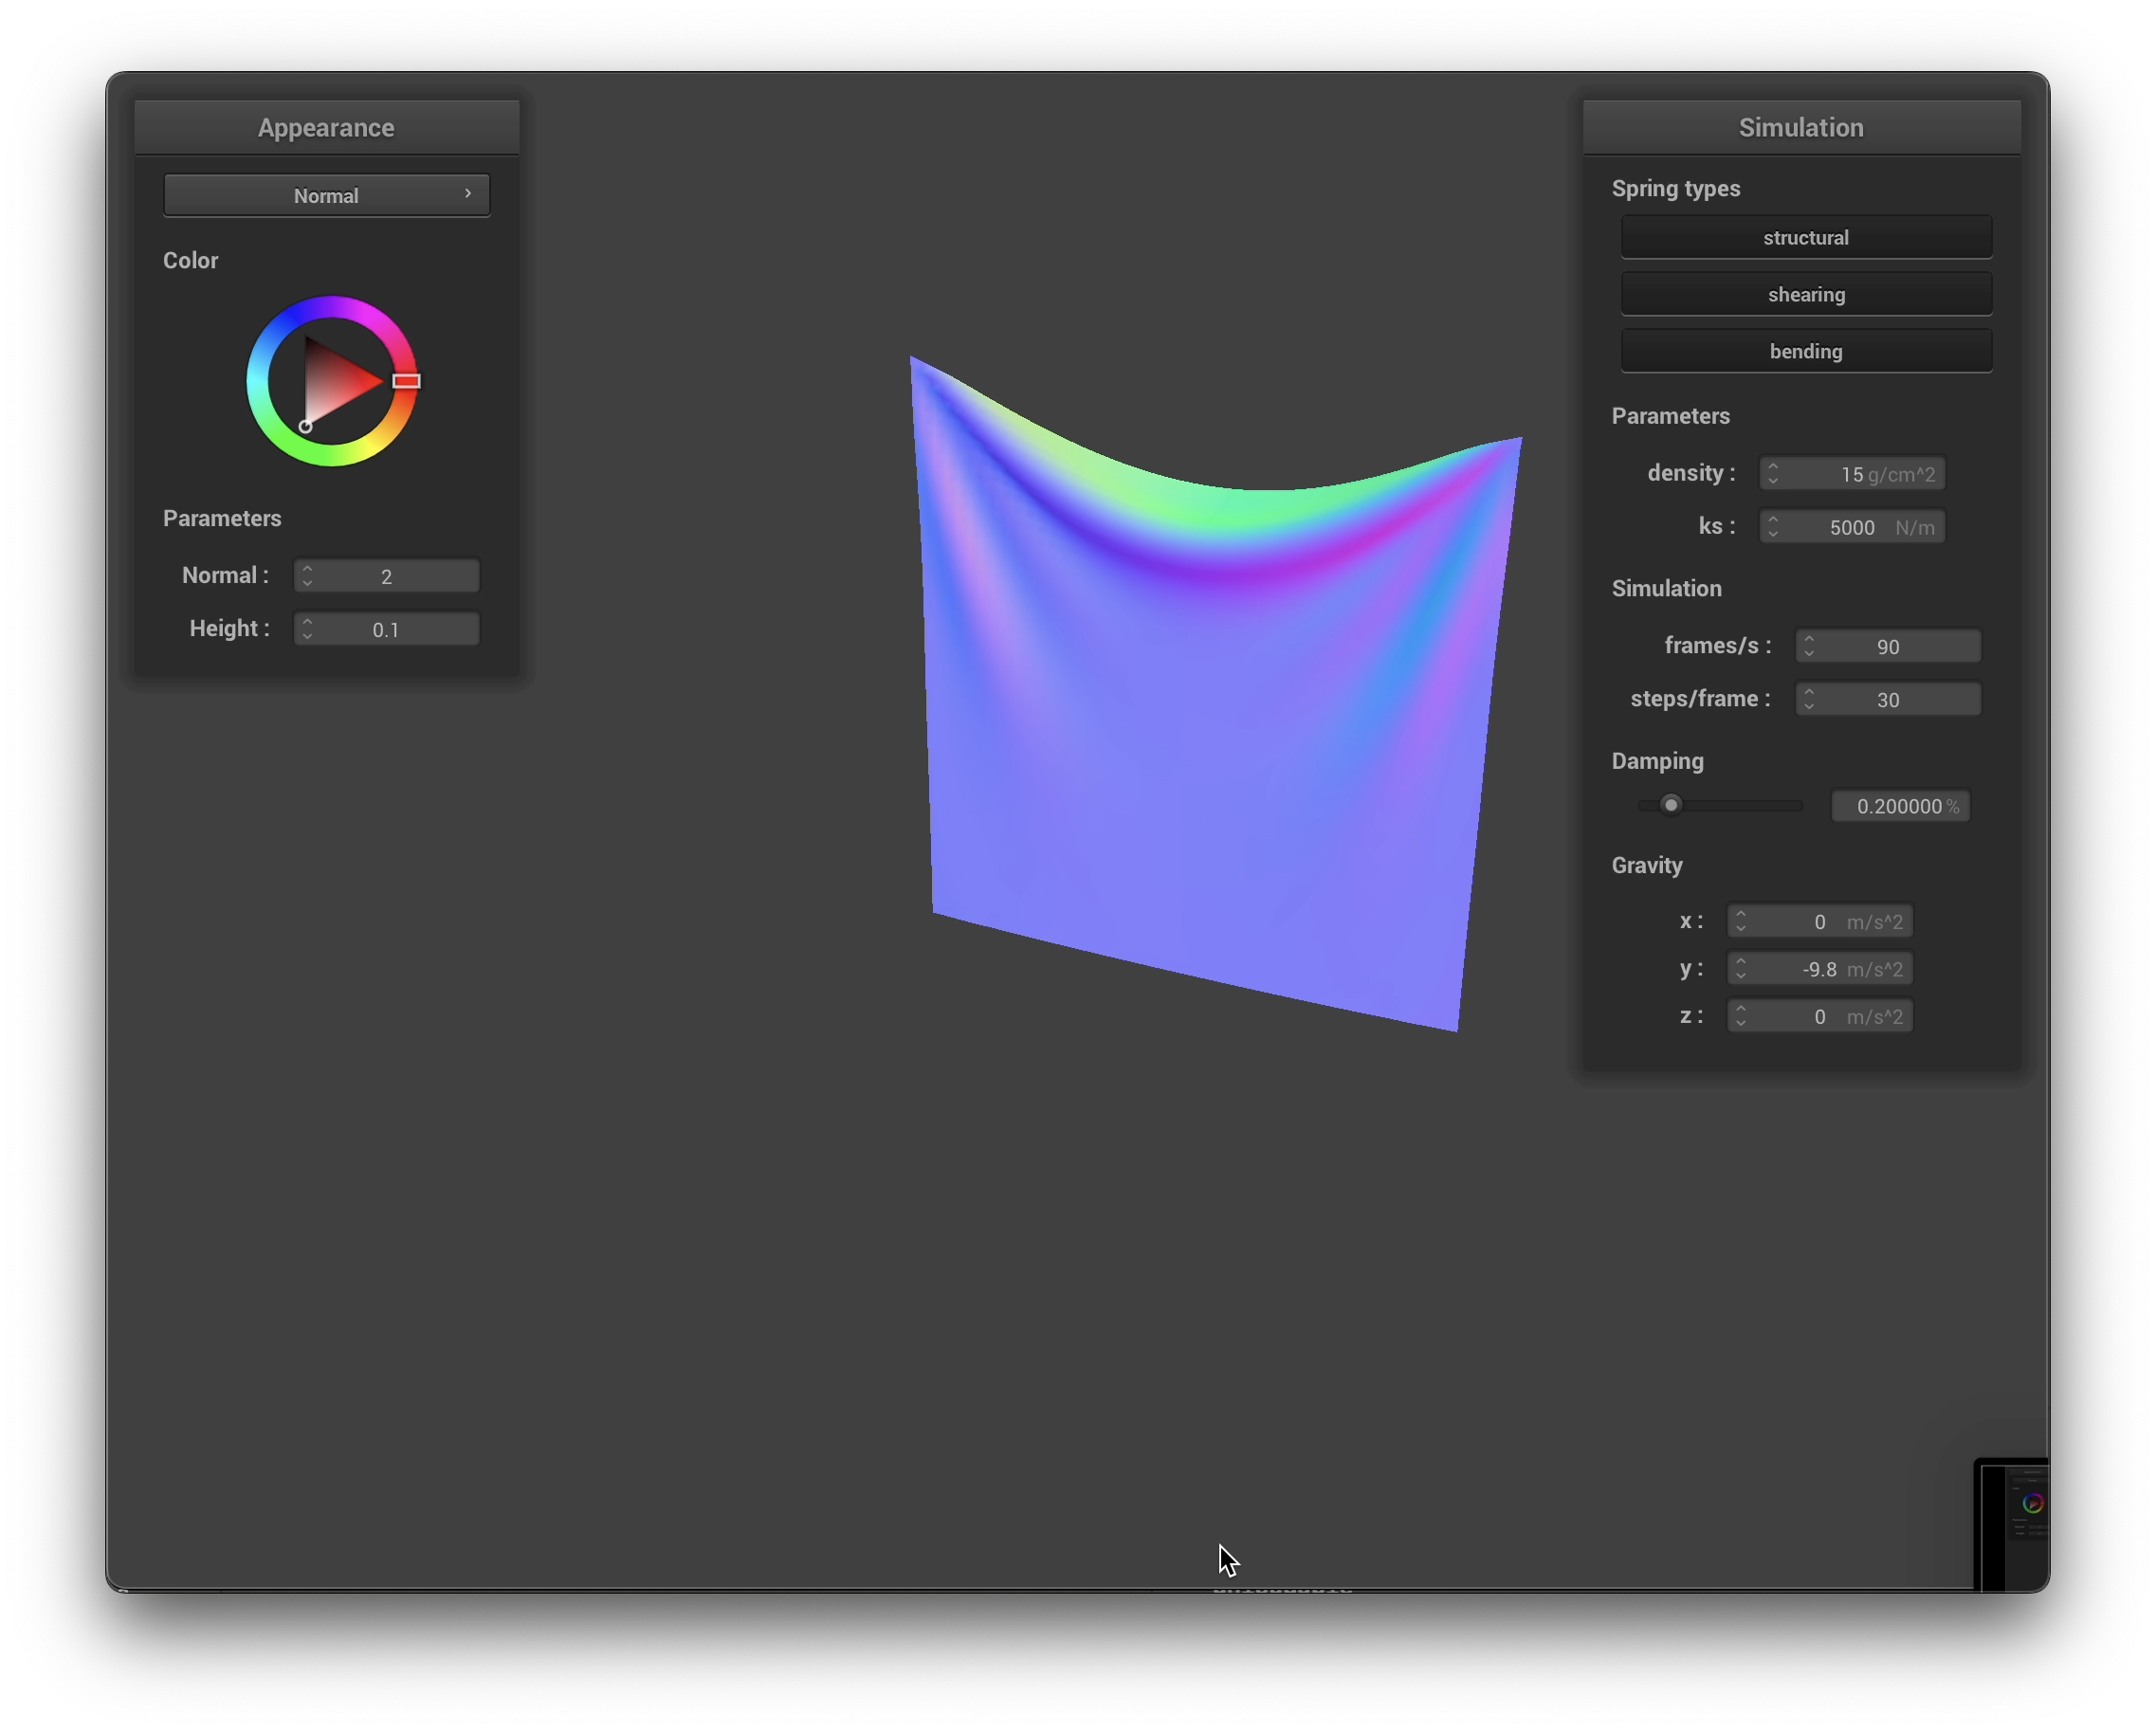 Appearance
Normal
Color
Parameters
Normal :
2
Height :
0.1
Simulation
Spring types
structural
shearing
bending
Parameters
density :
15 g/cm^2
ks :
5000 N/m
Simulation
frames/s :
90
steps/frame :
30
Damping
0.200000 %
Gravity
x :
0 m/s^2
y :
-9.8 m/s^2
z :
0 m/s^2